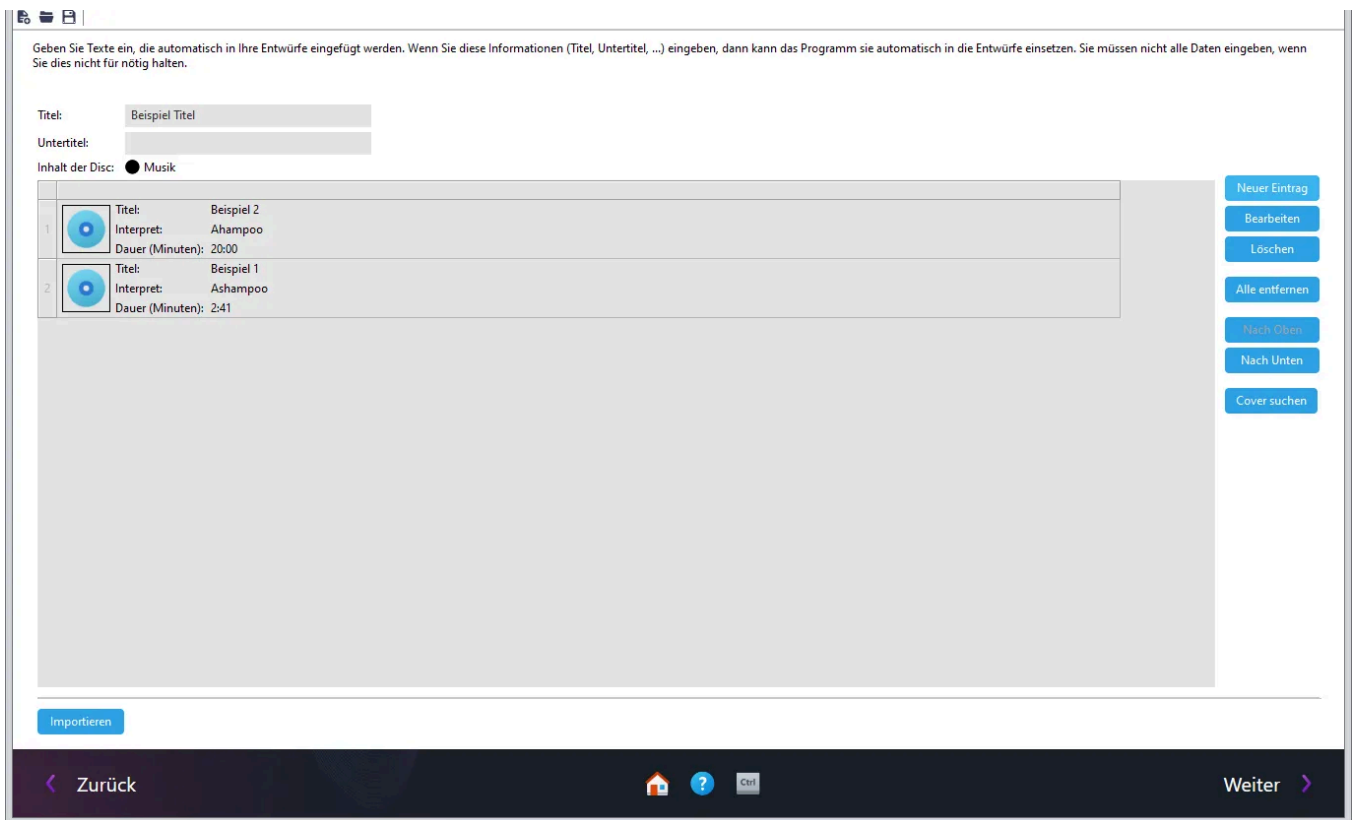 Geben Sie Texte ein, die automatisch in Ihre Entwürfe eingefügt werden. Wenn Sie diese Informationen (Titel, Untertitel, ...) eingeben, dann kann das Programm sie automatisch in die Entwürfe einsetzen. Sie müssen nicht alle Daten eingeben, wenn
Sie dies nicht für nötig halten.
Titel: Beispiel Titel
Untertitel:
Inhalt der Disc: Musik
Neuer Eintrag
Bearbeiten
Löschen
Alle entfernen
Nach Oben
Nach Unten
Cover suchen
1
Titel: Beispiel 2
Interpret: Ahampoo
Dauer (Minuten): 20:00
2
Titel: Beispiel 1
Interpret: Ashampoo
Dauer (Minuten): 2:41
Importieren
Zurück
?
Ctrl
Weiter